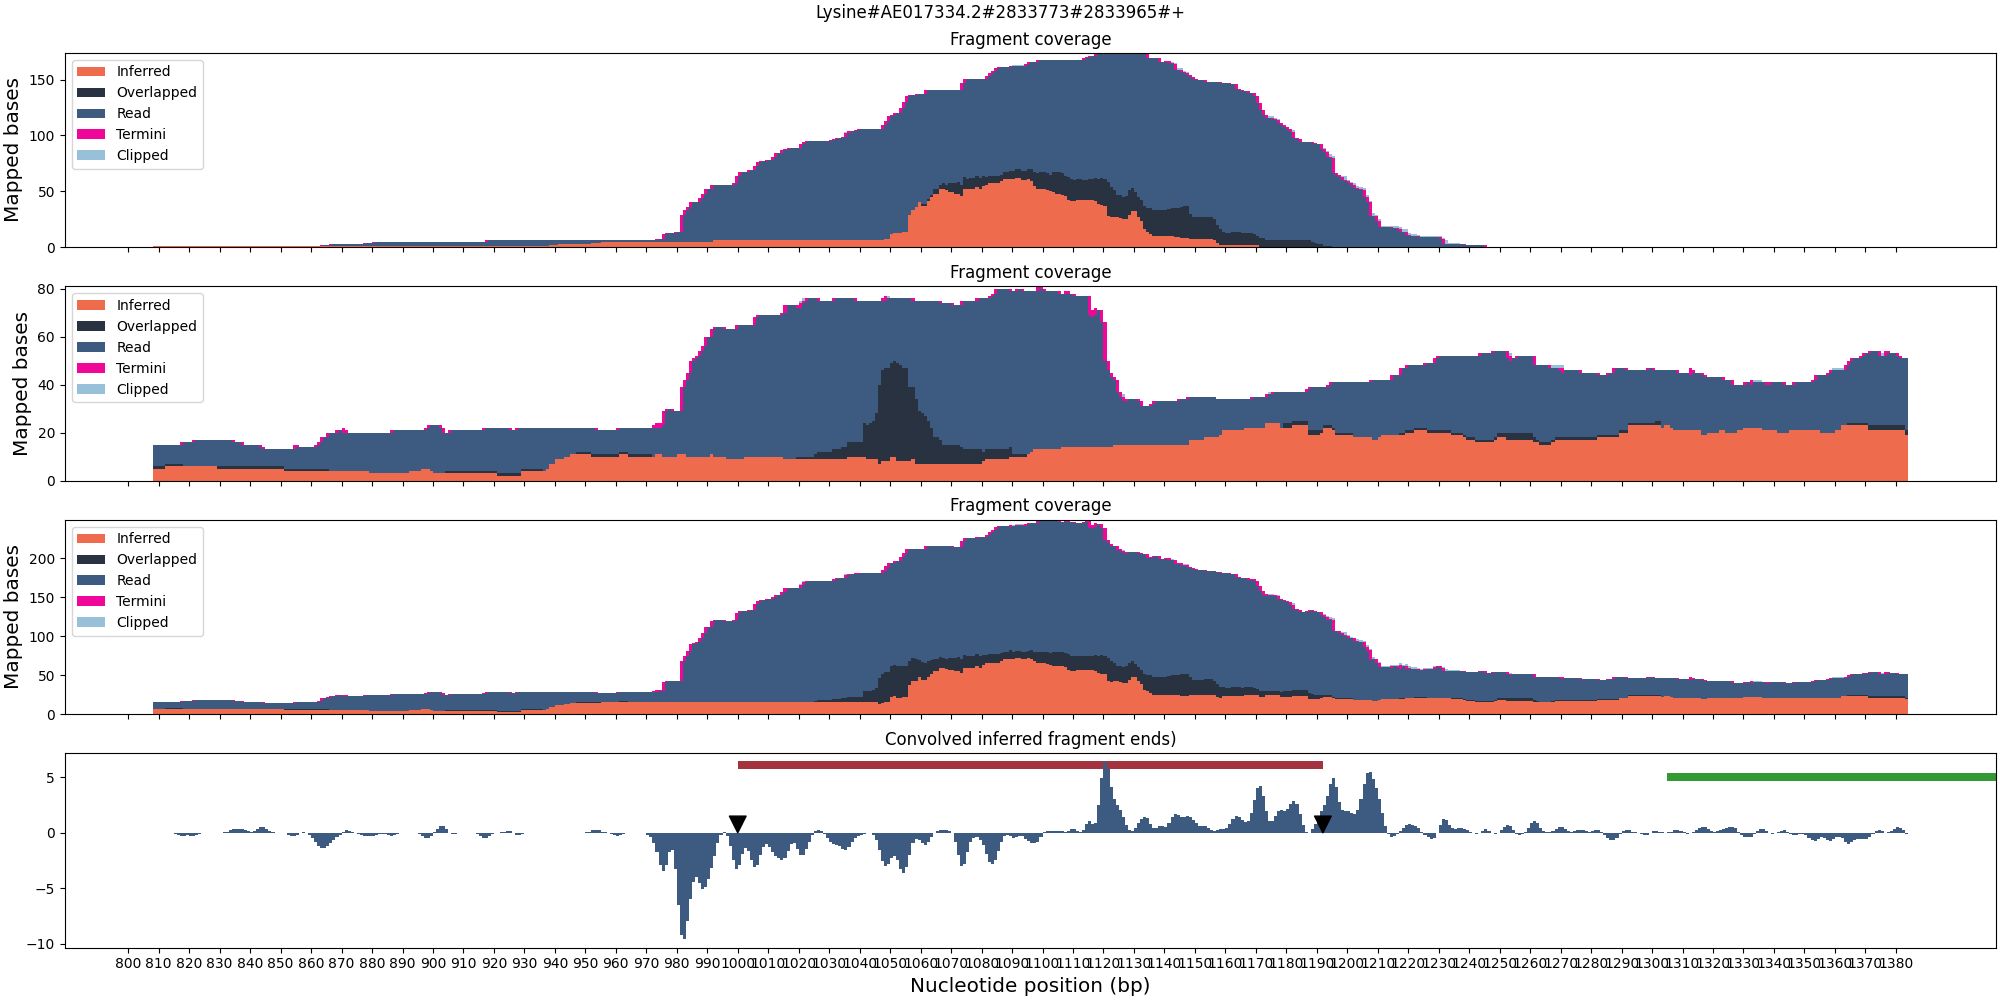 Lysine#AE017334.2#2833773#2833965#+
Fragment coverage
Mapped bases
150
100
50
0
Inferred
Overlapped
Read
Termini
Clipped
Fragment coverage
Mapped bases
80
60
40
20
0
Inferred
Overlapped
Read
Termini
Clipped
Fragment coverage
Mapped bases
200
150
100
50
0
Inferred
Overlapped
Read
Termini
Clipped
Convolved inferred fragment ends)
5
0
−5
−10
800 810 820 830 840 850 860 870 880 890 900 910 920 930 940 950 960 970 980 990 1000 1010 1020 1030 1040 1050 1060 1070 1080 1090 1100 1110 1120 1130 1140 1150 1160 1170 1180 1190 1200 1210 1220 1230 1240 1250 1260 1270 1280 1290 1300 1310 1320 1330 1340 1350 1360 1370 1380
Nucleotide position (bp)